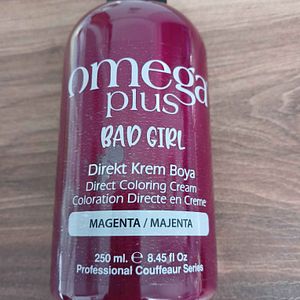 omega
plus
BAD GIRL
Direkt Krem Boya
Direct Coloring Cream
Coloration Directe en Creme
MAGENTA / MAJENTA
250 ml. ℮ 8.45 fl Oz
Professional Couffeaur Series